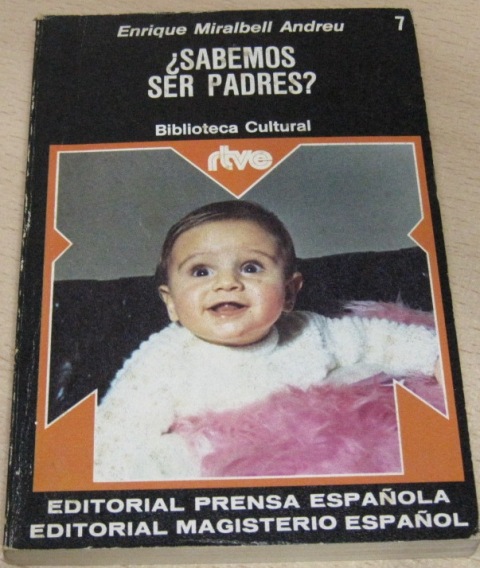 Enrique Miralbell Andreu
7
¿SABEMOS
SER PADRES?
Biblioteca Cultural
rtve
EDITORIAL PRENSA ESPAÑOLA
EDITORIAL MAGISTERIO ESPAÑOL